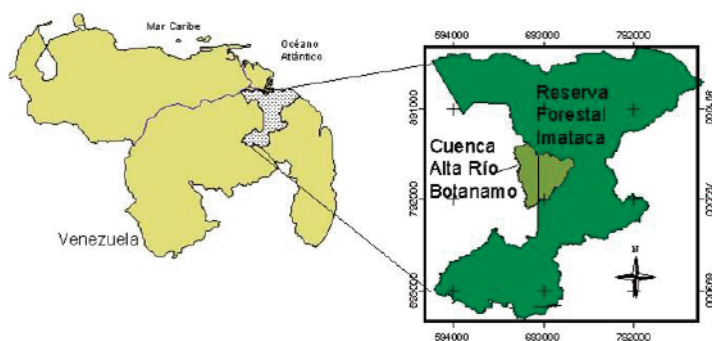 Mar Caribe
Océano
Atlántico
Venezuela
594000 693000 792000
891000
792000
693000
Reserva
Forestal
Imataca
Cuenca
Alta Río
Botanamo
N
594000 693000 792000